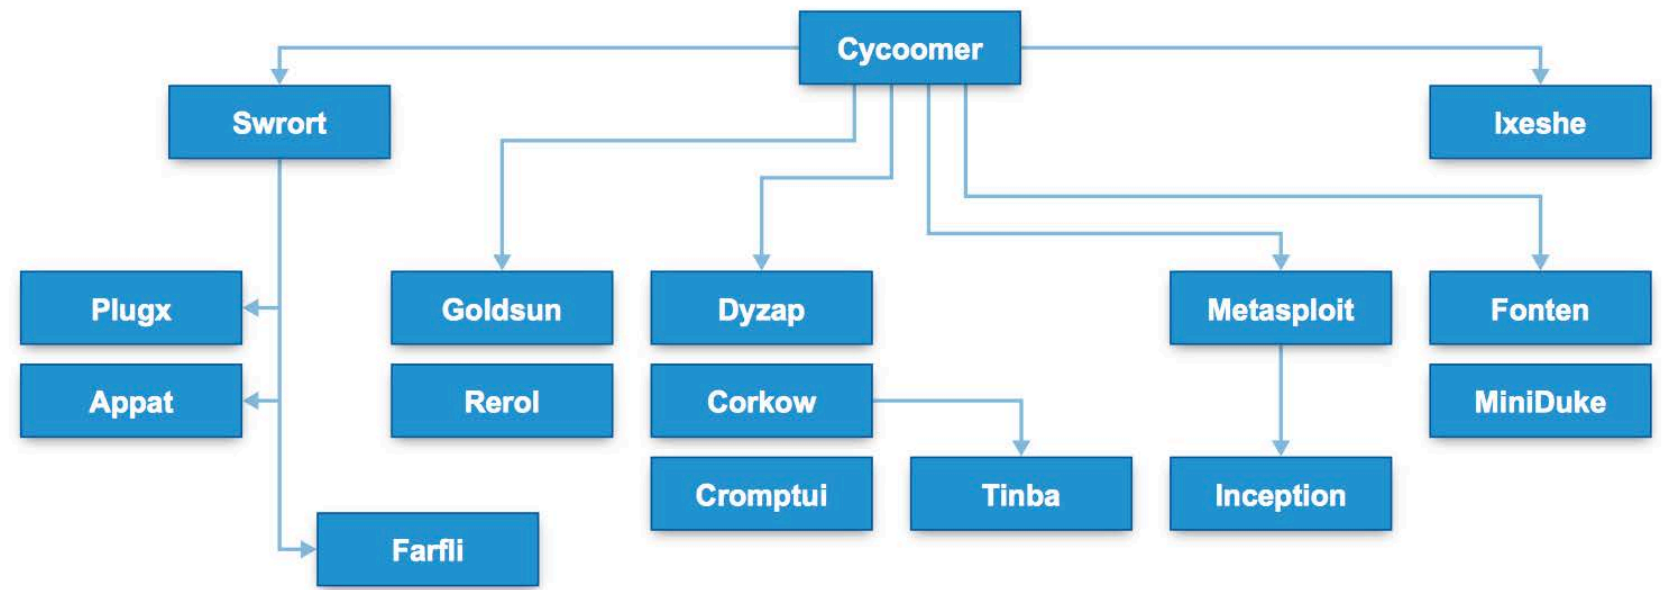 Cycoomer
Swrort
Ixeshe
Plugx
Goldsun
Dyzap
Metasploit
Fonten
Appat
Rerol
Corkow
MiniDuke
Cromptui
Tinba
Inception
Farfli